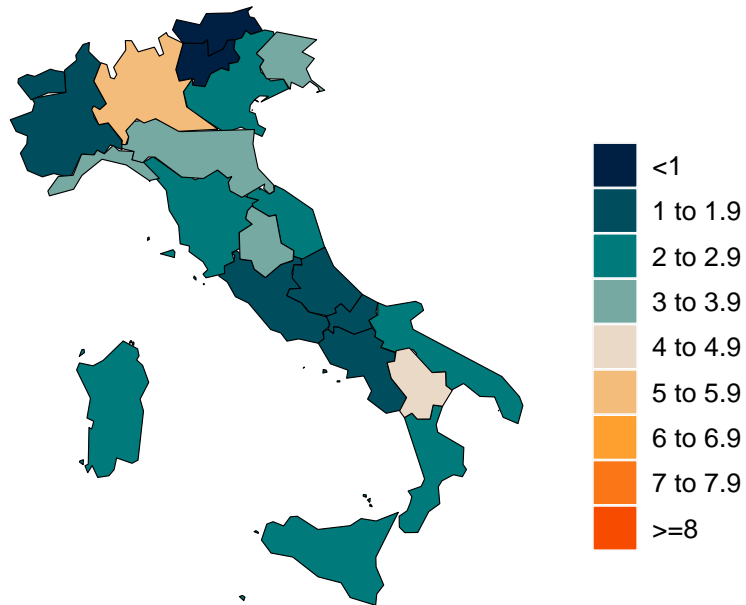 <1
1 to 1.9
2 to 2.9
3 to 3.9
4 to 4.9
5 to 5.9
6 to 6.9
7 to 7.9
>=8